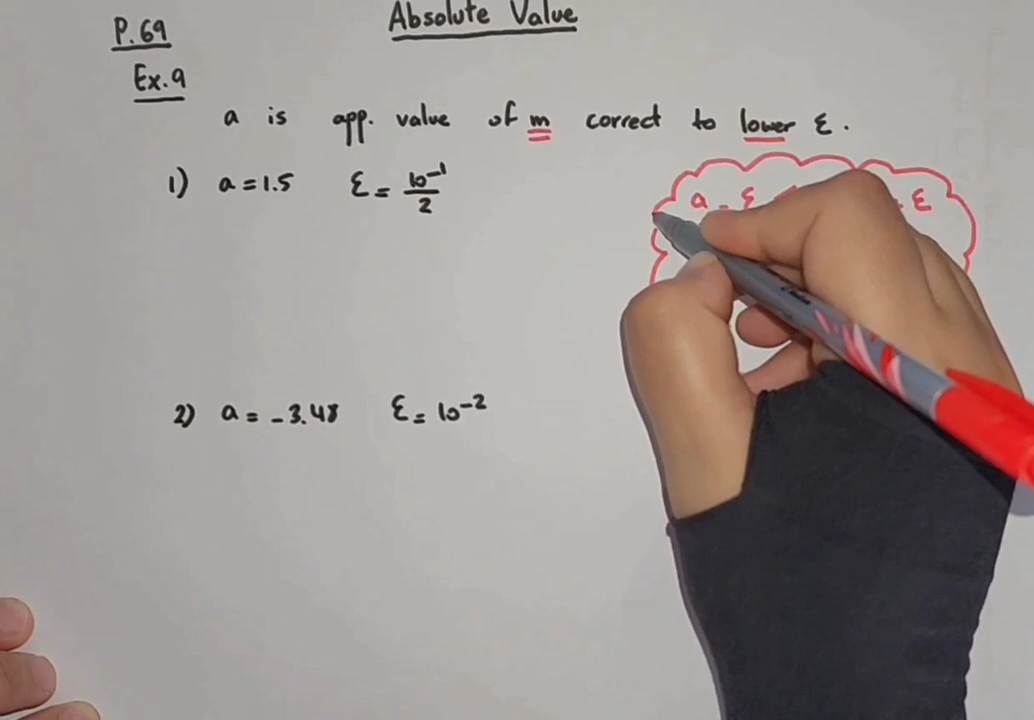 Absolute Value
P.69
Ex.9
a is app. value of m correct to lower ε.
1) a = 1.5 ε = 10⁻¹/2
a - ε ε
2) a = -3.48 ε = 10⁻²